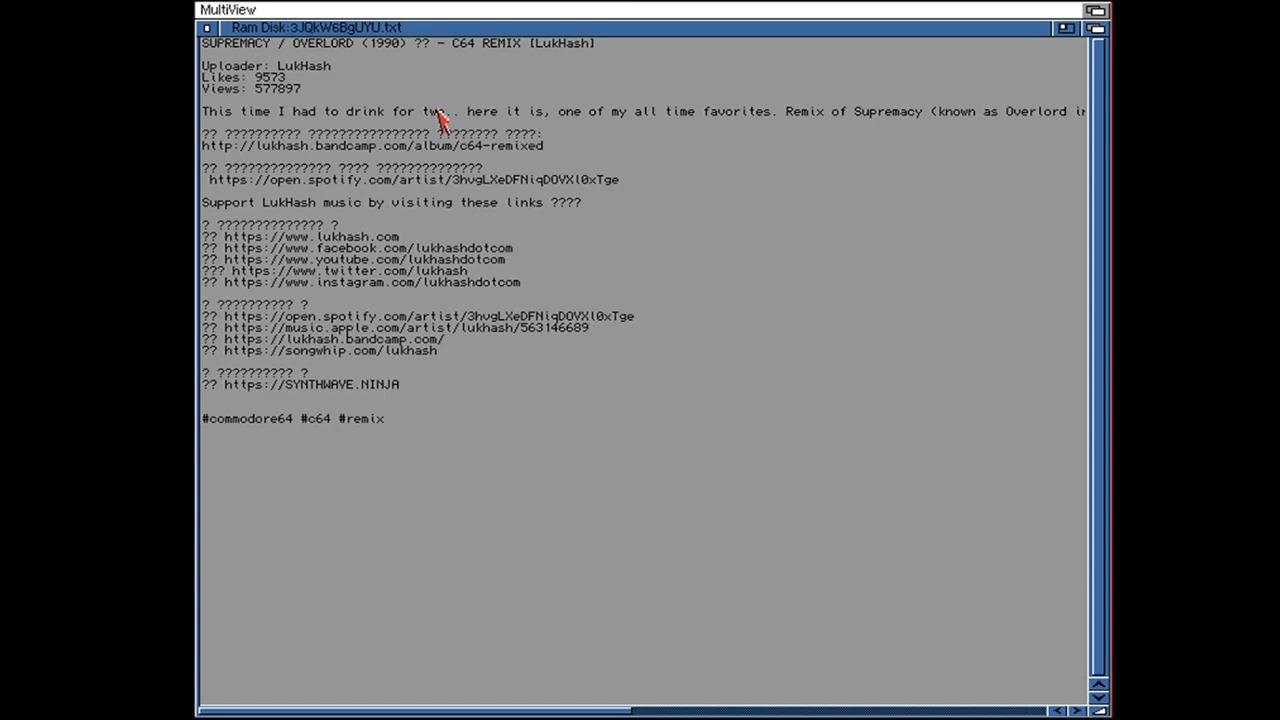 MultiView
Ram Disk:3JQkW6BgUYU.txt
SUPREMACY / OVERLORD (1990) ?? - C64 REMIX [LukHash]
Uploader: LukHash
Likes: 9573
Views: 577897
This time I had to drink for two.. here it is, one of my all time favorites. Remix of Supremacy (known as Overlord in
?? ?????????? ???????????????? ???????? ????:
http://lukhash.bandcamp.com/album/c64-remixed
?? ?????????????? ???? ??????????????
https://open.spotify.com/artist/3hvgLXeDFNiqDOVXl0xTge
Support LukHash music by visiting these links ????
? ?????????????? ?
?? https://www.lukhash.com
?? https://www.facebook.com/lukhashdotcom
?? https://www.youtube.com/lukhashdotcom
??? https://www.twitter.com/lukhash
?? https://www.instagram.com/lukhashdotcom
? ?????????? ?
?? https://open.spotify.com/artist/3hvgLXeDFNiqDOVXl0xTge
?? https://music.apple.com/artist/lukhash/563146689
?? https://lukhash.bandcamp.com/
?? https://songwhip.com/lukhash
? ?????????? ?
?? https://SYNTHWAVE.NINJA
#commodore64 #c64 #remix